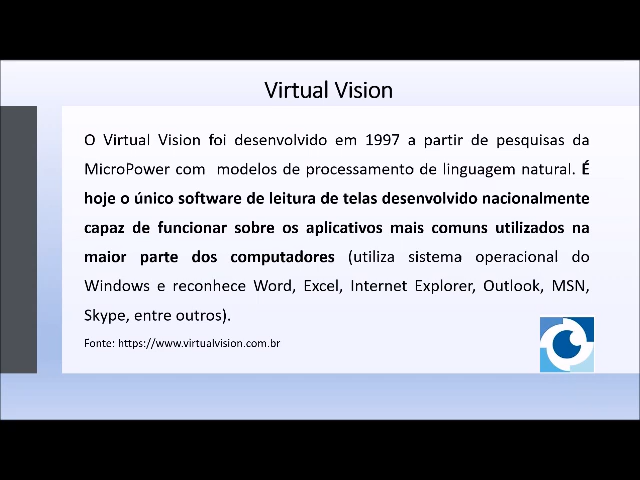 Virtual Vision
O Virtual Vision foi desenvolvido em 1997 a partir de pesquisas da
MicroPower com modelos de processamento de linguagem natural. É
hoje o único software de leitura de telas desenvolvido nacionalmente
capaz de funcionar sobre os aplicativos mais comuns utilizados na
maior parte dos computadores (utiliza sistema operacional do
Windows e reconhece Word, Excel, Internet Explorer, Outlook, MSN,
Skype, entre outros).
Fonte: https://www.virtualvision.com.br